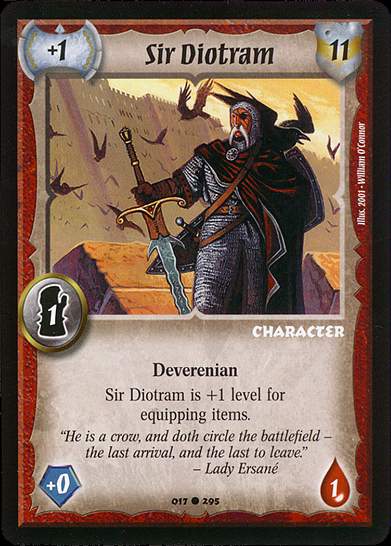 +1
Sir Diotram
11
Illus. 2001 • William O'Connor
1
CHARACTER
Deverenian
Sir Diotram is +1 level for
equipping items.
“He is a crow, and doth circle the battlefield –
the last arrival, and the last to leave.”
– Lady Ersané
+0
017 ● 295
1